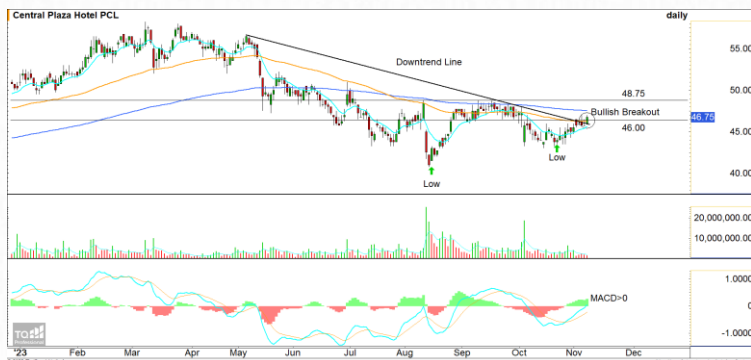 Central Plaza Hotel PCL daily
55.00
Downtrend Line
50.00
48.75
Bullish Breakout
46.75
46.00
45.00
Low
Low
40.00
20,000,000.00
10,000,000.00
MACD>0
1.0000
0
-1.0000
TQ
Professional
'23 Feb Mar Apr May Jun Jul Aug Sep Oct Nov Dec